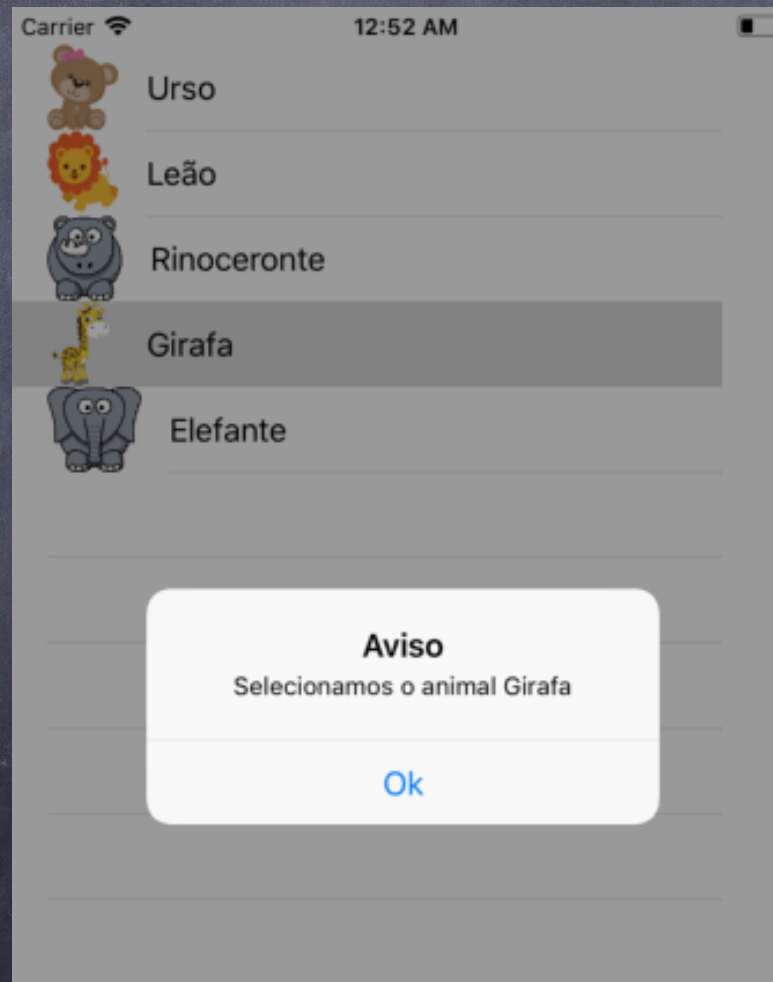 Carrier 12:52 AM
Urso
Leão
Rinoceronte
Girafa
Elefante
Aviso
Selecionamos o animal Girafa
Ok